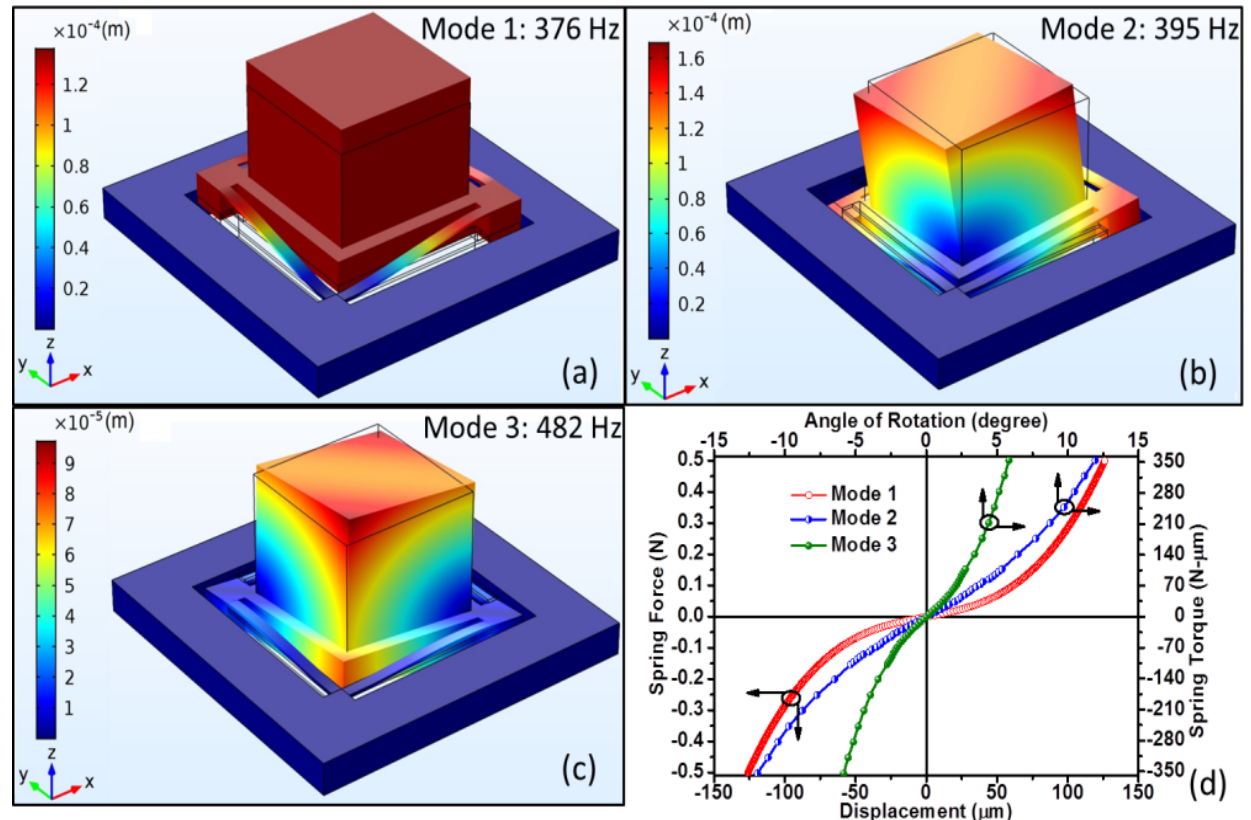 ×10⁻⁴(m)
Mode 1: 376 Hz
1.2
1
0.8
0.6
0.4
0.2
z
y
x
(a)
×10⁻⁴(m)
Mode 2: 395 Hz
1.6
1.4
1.2
1
0.8
0.6
0.4
0.2
z
y
x
(b)
×10⁻⁵(m)
Mode 3: 482 Hz
9
8
7
6
5
4
3
2
1
z
y
x
(c)
Angle of Rotation (degree)
-15 -10 -5 0 5 10 15
Mode 1
Mode 2
Mode 3
Spring Force (N)
0.5
0.4
0.3
0.2
0.1
0.0
-0.1
-0.2
-0.3
-0.4
-0.5
350
280
210
140
70
0
-70
-140
-210
-280
-350
Spring Torque (N-μm)
-150 -100 -50 0 50 100 150
Displacement (μm)
(d)